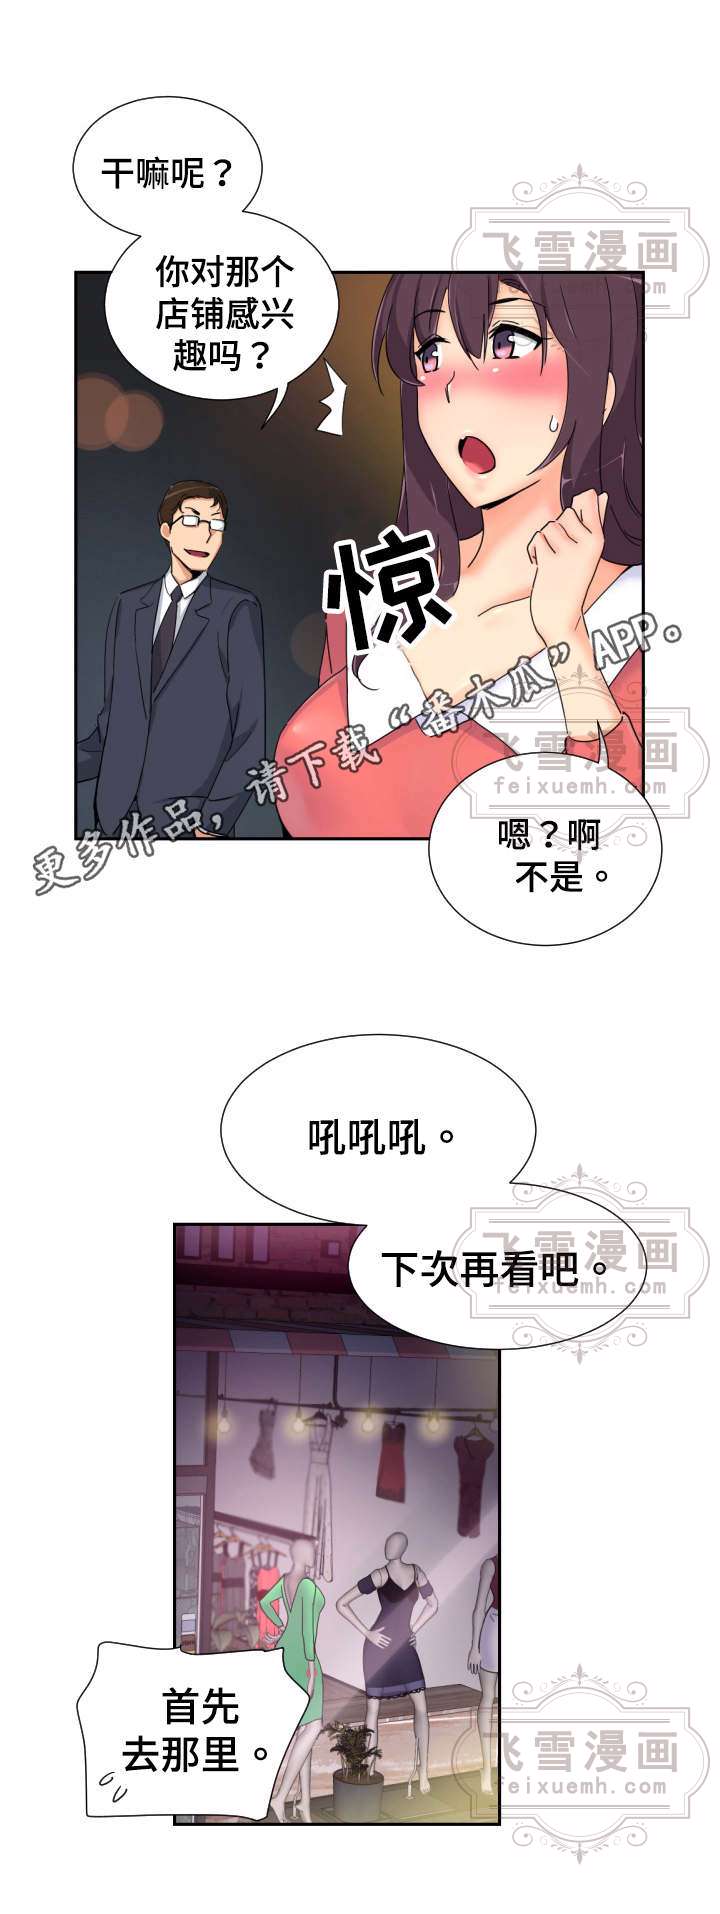 干嘛呢？
你对那个
店铺感兴
趣吗？
飞雪漫画
feixuemh.com
惊
更多作品，请下载“番木瓜”APP。
飞雪漫画
feixuemh.com
嗯？啊
不是。
吼吼吼。
下次再看吧。
飞雪漫画
feixuemh.com
首先
去那里。
飞雪漫画
feixuemh.com